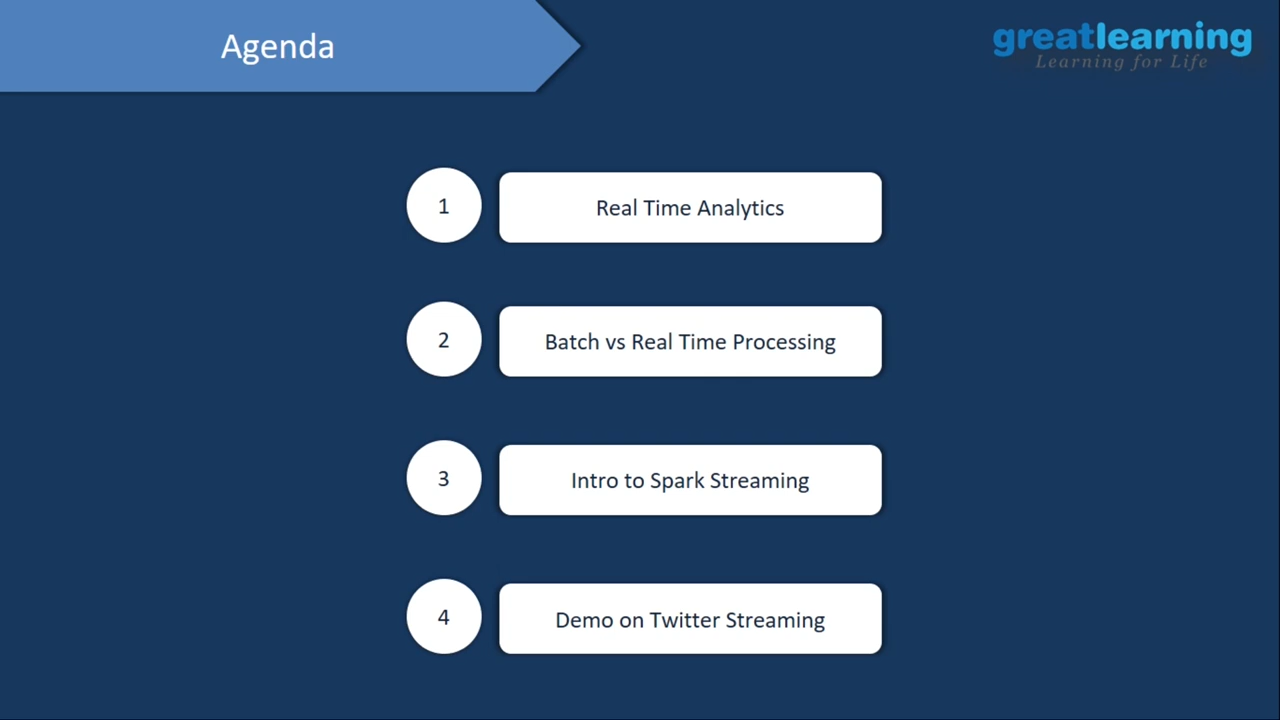 Agenda
greatlearning
Learning for Life
1
Real Time Analytics
2
Batch vs Real Time Processing
3
Intro to Spark Streaming
4
Demo on Twitter Streaming